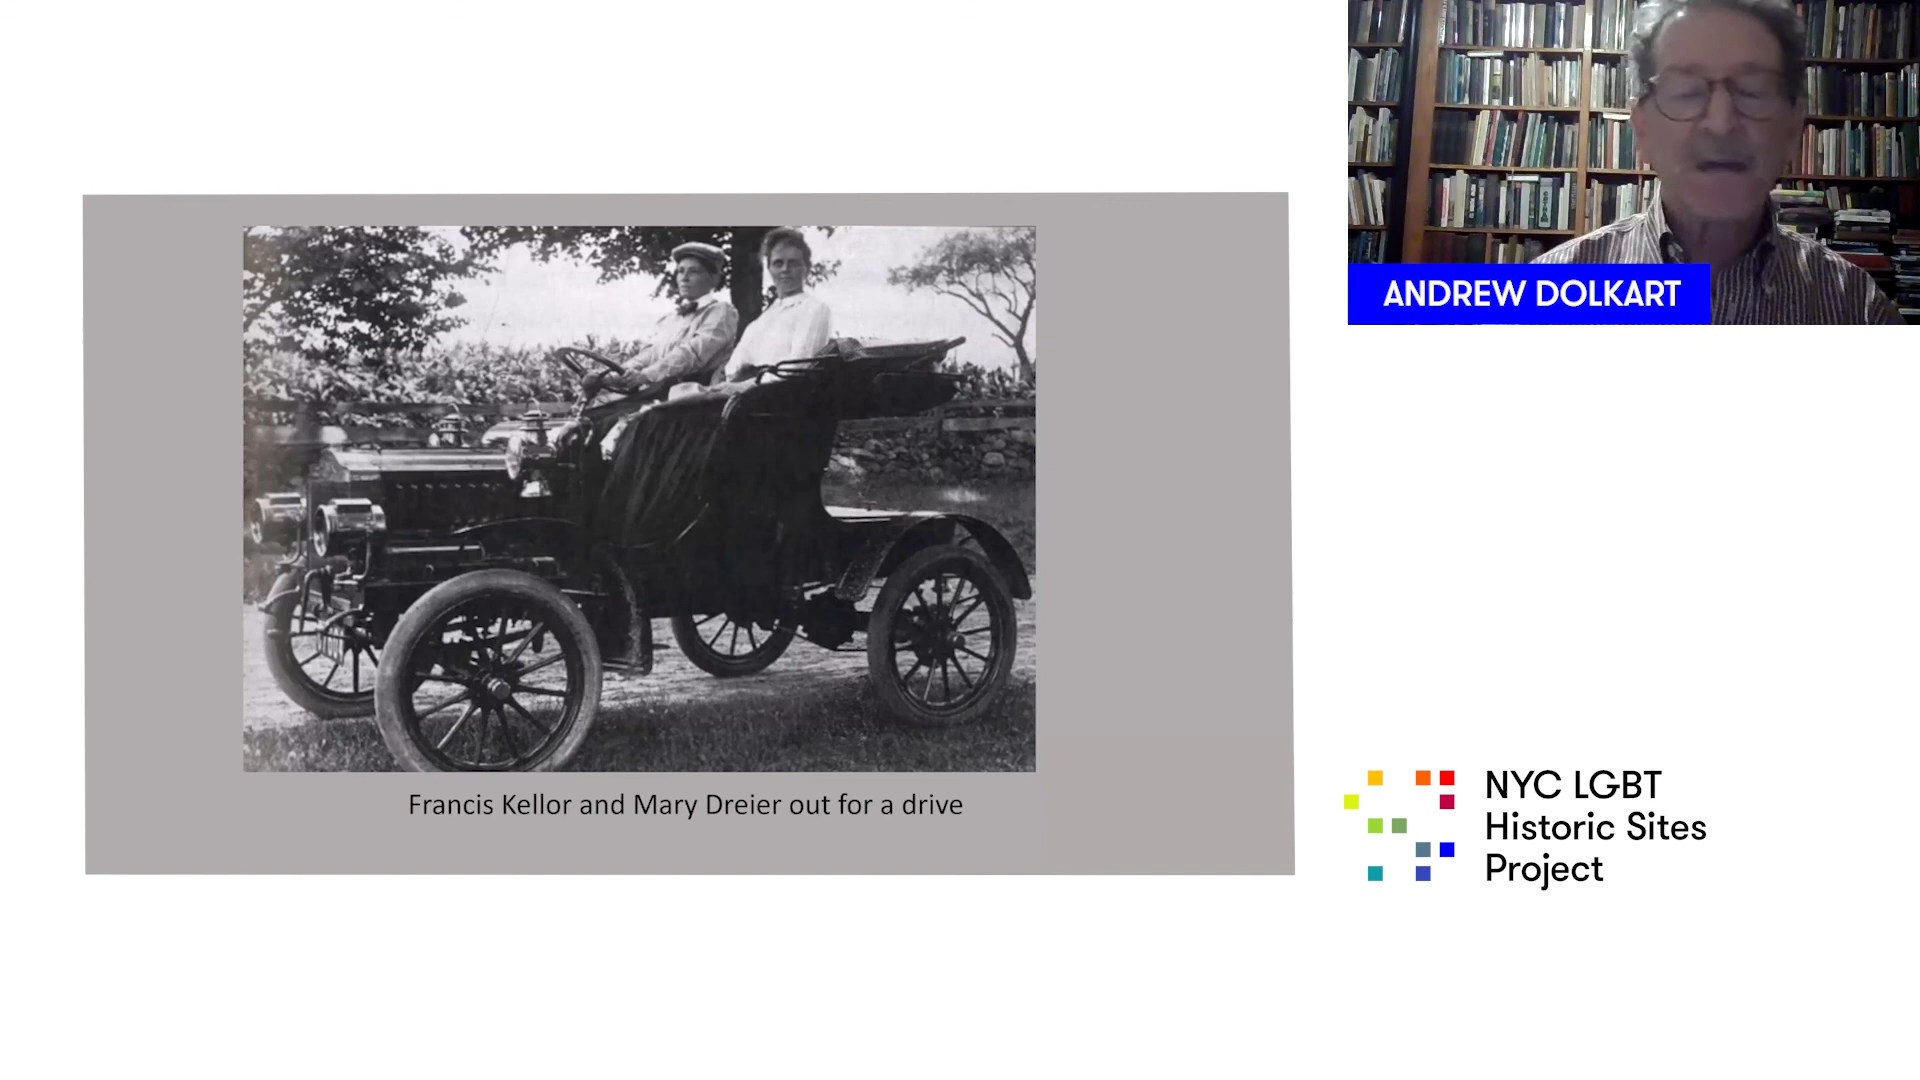 ANDREW DOLKART
Francis Kellor and Mary Dreier out for a drive
NYC LGBT
Historic Sites
Project